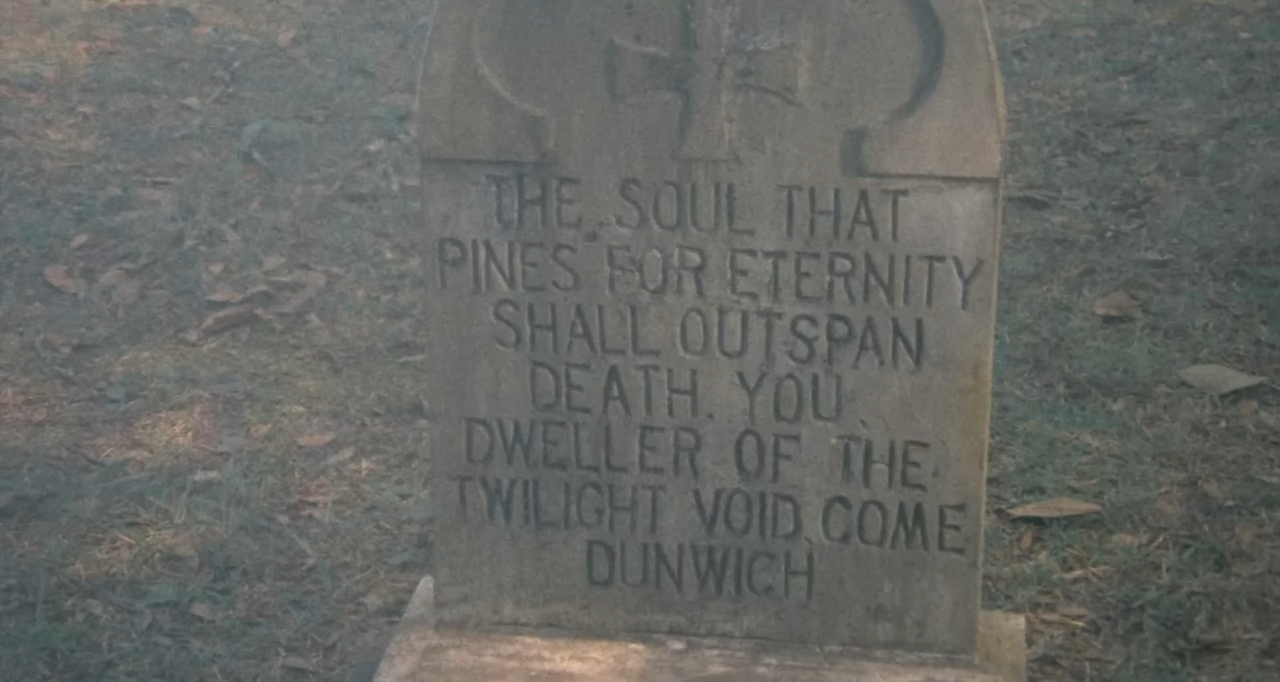 THE SOUL THAT
PINES FOR ETERNITY
SHALL OUTSPAN
DEATH. YOU,
DWELLER OF THE
TWILIGHT VOID, COME
DUNWICH